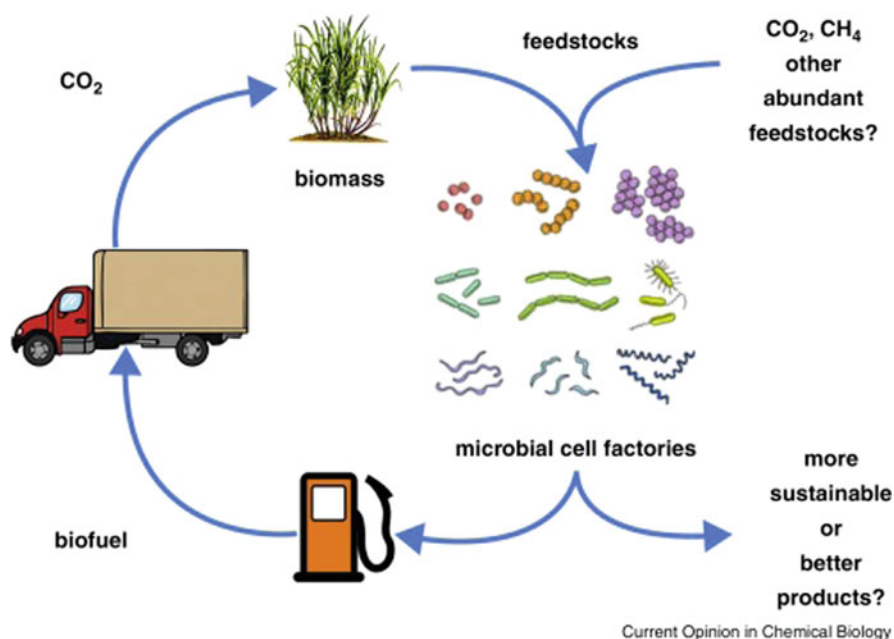 CO₂
feedstocks
CO₂, CH₄
other
abundant
feedstocks?
biomass
microbial cell factories
biofuel
more
sustainable
or
better
products?
Current Opinion in Chemical Biology